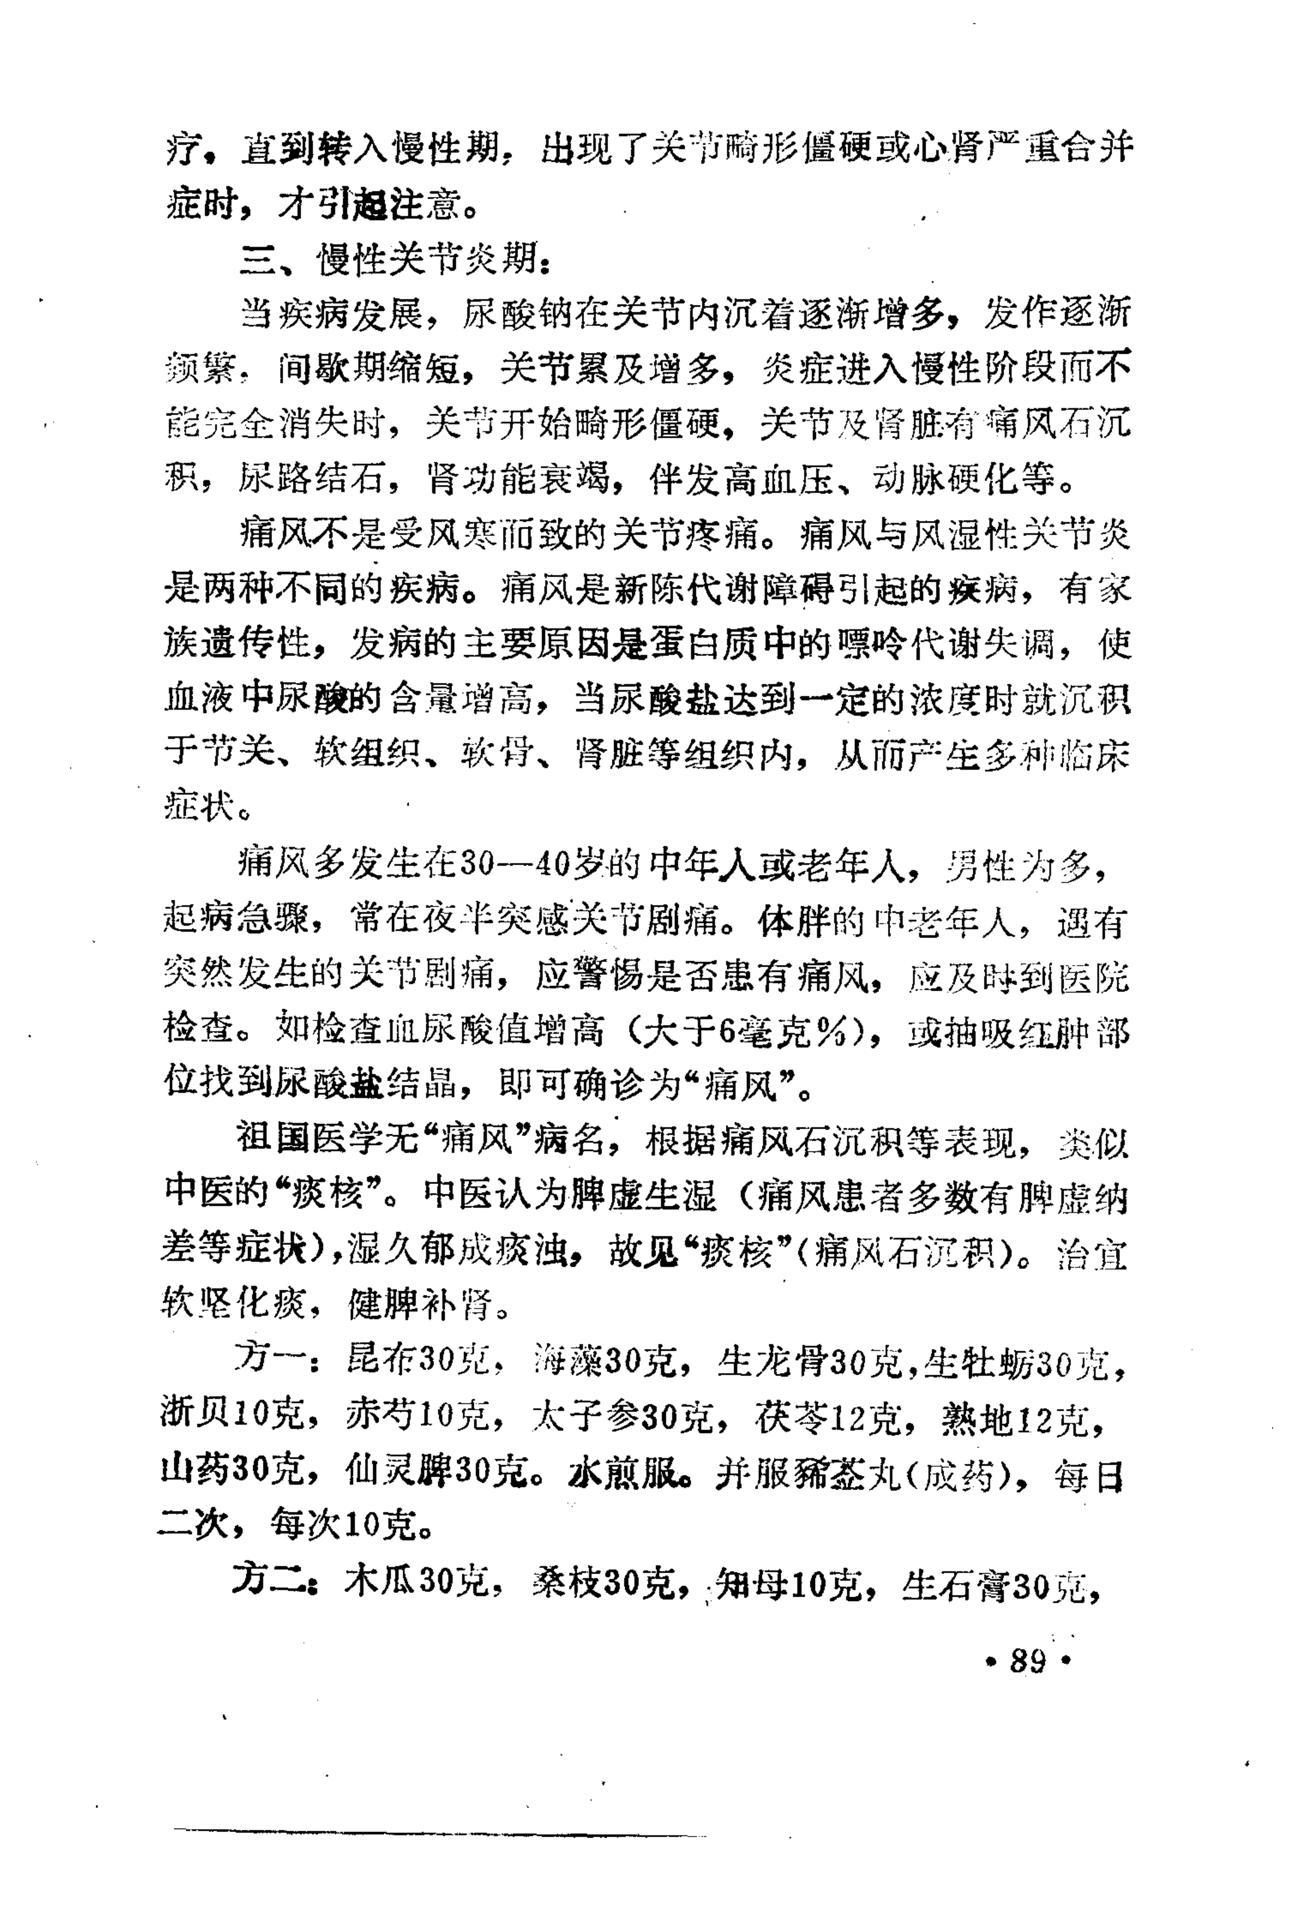 疗，直到转入慢性期，出现了关节畸形僵硬或心肾严重合并
症时，才引起注意。
三、慢性关节炎期：
当疾病发展，尿酸钠在关节内沉着逐渐增多，发作逐渐
频繁，间歇期缩短，关节累及增多，炎症进入慢性阶段而不
能完全消失时，关节开始畸形僵硬，关节及肾脏有痛风石沉
积，尿路结石，肾功能衰竭，伴发高血压、动脉硬化等。
痛风不是受风寒而致的关节疼痛。痛风与风湿性关节炎
是两种不同的疾病。痛风是新陈代谢障碍引起的疾病，有家
族遗传性，发病的主要原因是蛋白质中的嘌呤代谢失调，使
血液中尿酸的含量增高，当尿酸盐达到一定的浓度时就沉积
于节关、软组织、软骨、肾脏等组织内，从而产生多种临床
症状。
痛风多发生在30—40岁的中年人或老年人，男性为多，
起病急骤，常在夜半突感关节剧痛。体胖的中老年人，遇有
突然发生的关节剧痛，应警惕是否患有痛风，应及时到医院
检查。如检查血尿酸值增高（大于6毫克%），或抽吸红肿部
位找到尿酸盐结晶，即可确诊为“痛风”。
祖国医学无“痛风”病名，根据痛风石沉积等表现，类似
中医的“痰核”。中医认为脾虚生湿（痛风患者多数有脾虚纳
差等症状），湿久郁成痰浊，故见“痰核”（痛风石沉积）。治宜
软坚化痰，健脾补肾。
方一：昆布30克，海藻30克，生龙骨30克，生牡蛎30克，
浙贝10克，赤芍10克，太子参30克，茯苓12克，熟地12克，
山药30克，仙灵脾30克。水煎服。并服豨莶丸（成药），每日
二次，每次10克。
方二：木瓜30克，桑枝30克，知母10克，生石膏30克，
·89·